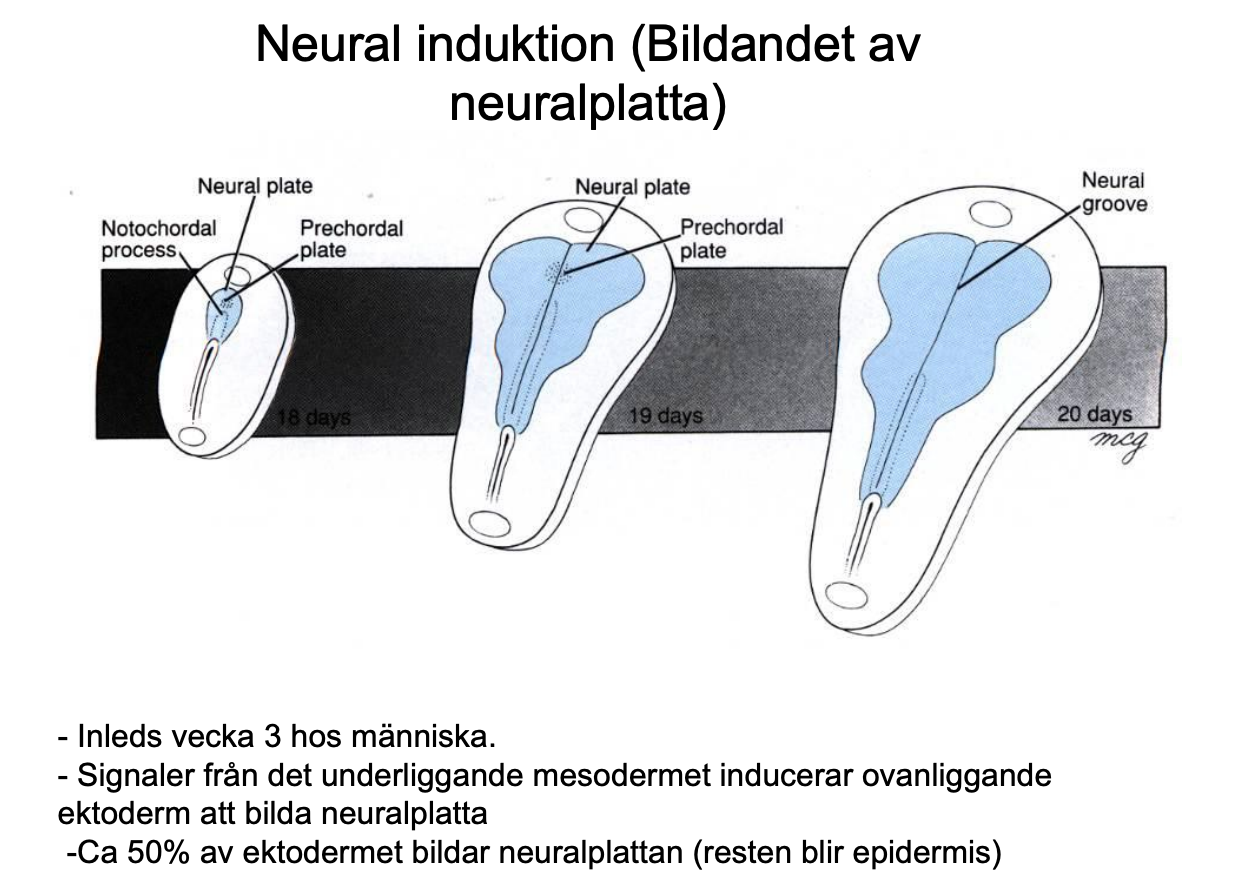 Neural induktion (Bildandet av
neuralplatta)
Neural plate
Notochordal
process
Prechordal
plate
18 days
Neural plate
Prechordal
plate
19 days
Neural
groove
20 days
mcg
- Inleds vecka 3 hos människa.
- Signaler från det underliggande mesodermet inducerar ovanliggande
ektoderm att bilda neuralplatta
-Ca 50% av ektodermet bildar neuralplattan (resten blir epidermis)